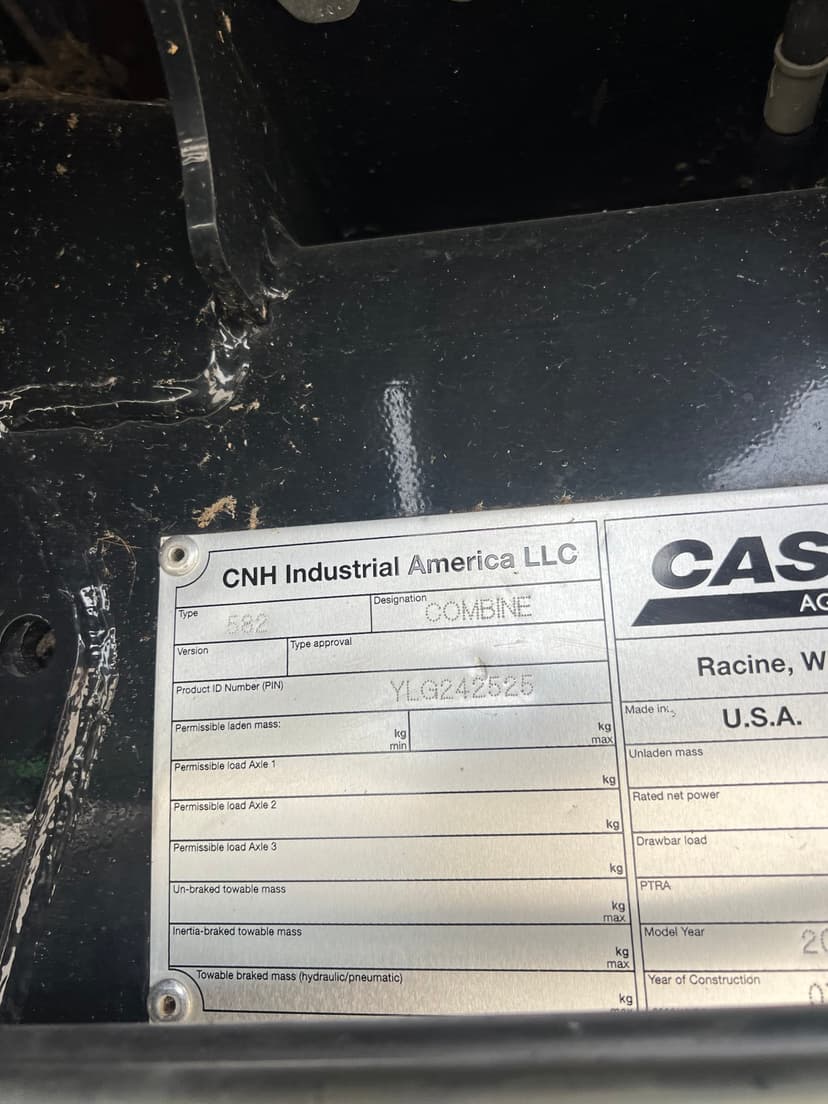 CNH Industrial America LLC
Type 582
Designation COMBINE
Version
Type approval
Product ID Number (PIN) YLG242525
Permissible laden mass: kg min kg max
Permissible load Axle 1 kg
Permissible load Axle 2 kg
Permissible load Axle 3 kg
Un-braked towable mass kg max
Inertia-braked towable mass kg max
Towable braked mass (hydraulic/pneumatic) kg
CAS
AG
Racine, W
Made in: U.S.A.
Unladen mass
Rated net power
Drawbar load
PTRA
Model Year 20
Year of Construction